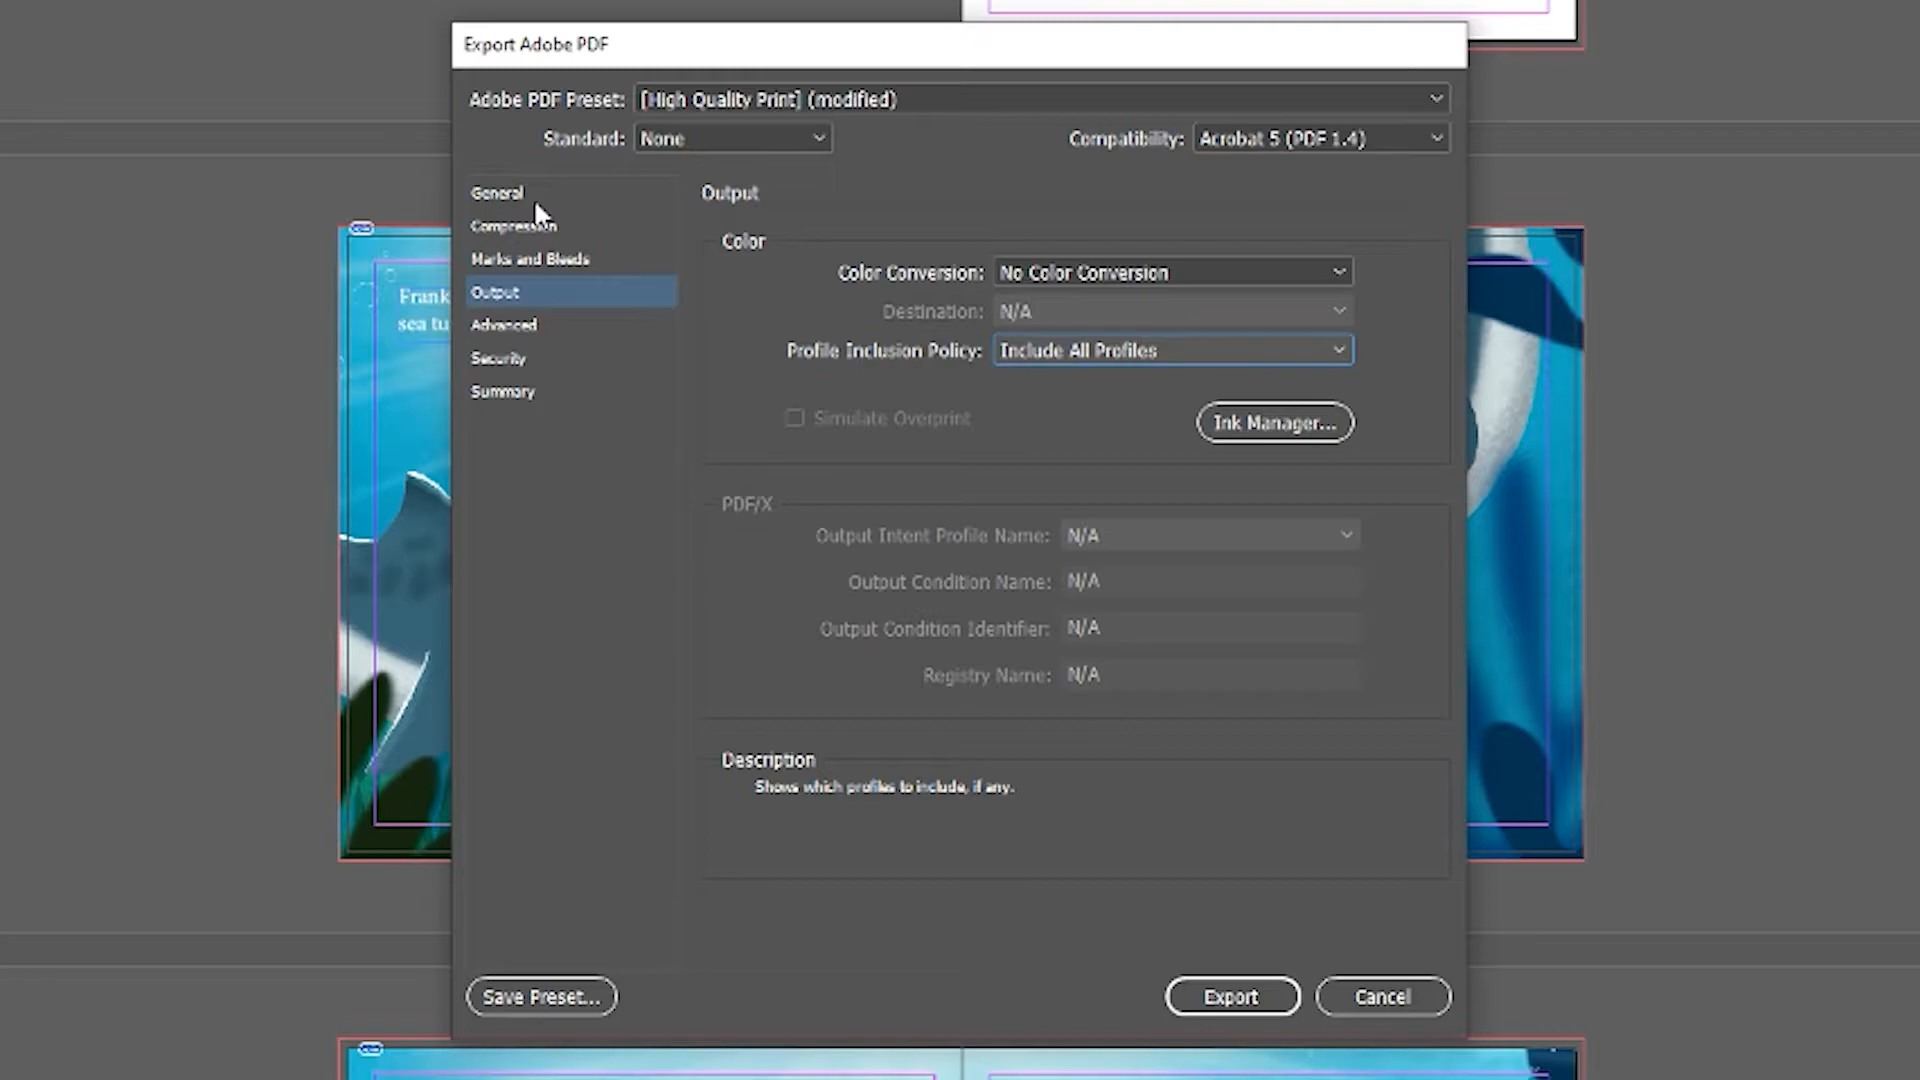 Export Adobe PDF
Adobe PDF Preset: [High Quality Print] (modified)
Standard: None Compatibility: Acrobat 5 (PDF 1.4)
General
Compression
Marks and Bleeds
Output
Advanced
Security
Summary
Output
Color
Color Conversion: No Color Conversion
Destination: N/A
Profile Inclusion Policy: Include All Profiles
Simulate Overprint Ink Manager...
PDF/X
Output Intent Profile Name: N/A
Output Condition Name: N/A
Output Condition Identifier: N/A
Registry Name: N/A
Description
Shows which profiles to include, if any.
Save Preset... Export Cancel
Frank
sea tu